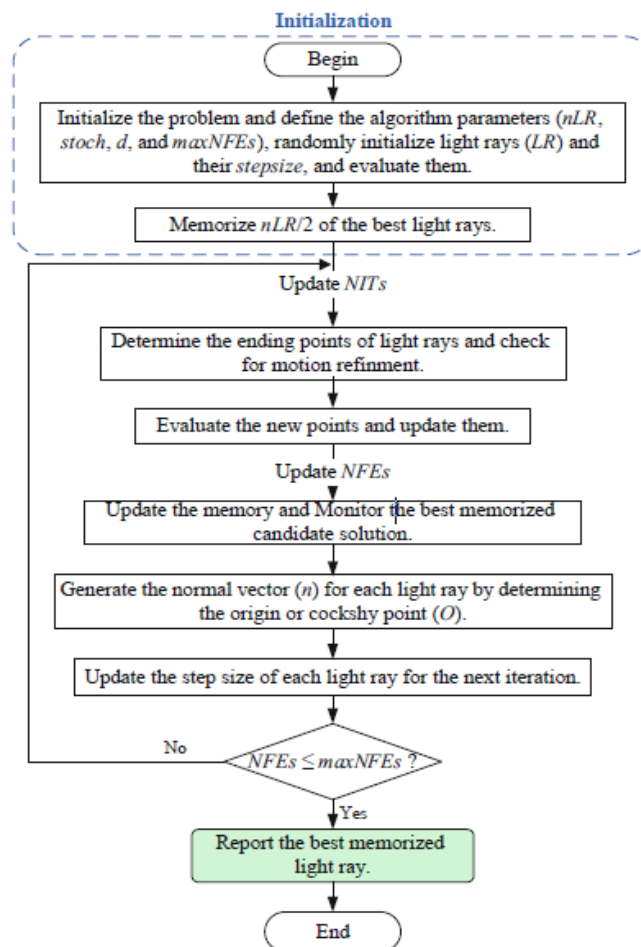 Initialization
Begin
Initialize the problem and define the algorithm parameters (nLR,
stoch, d, and maxNFEs), randomly initialize light rays (LR) and
their stepsize, and evaluate them.
Memorize nLR/2 of the best light rays.
Update NITs
Determine the ending points of light rays and check
for motion refinment.
Evaluate the new points and update them.
Update NFEs
Update the memory and Monitor the best memorized
candidate solution.
Generate the normal vector (n) for each light ray by determining
the origin or cockshy point (O).
Update the step size of each light ray for the next iteration.
No
NFEs ≤ maxNFEs ?
Yes
Report the best memorized
light ray.
End